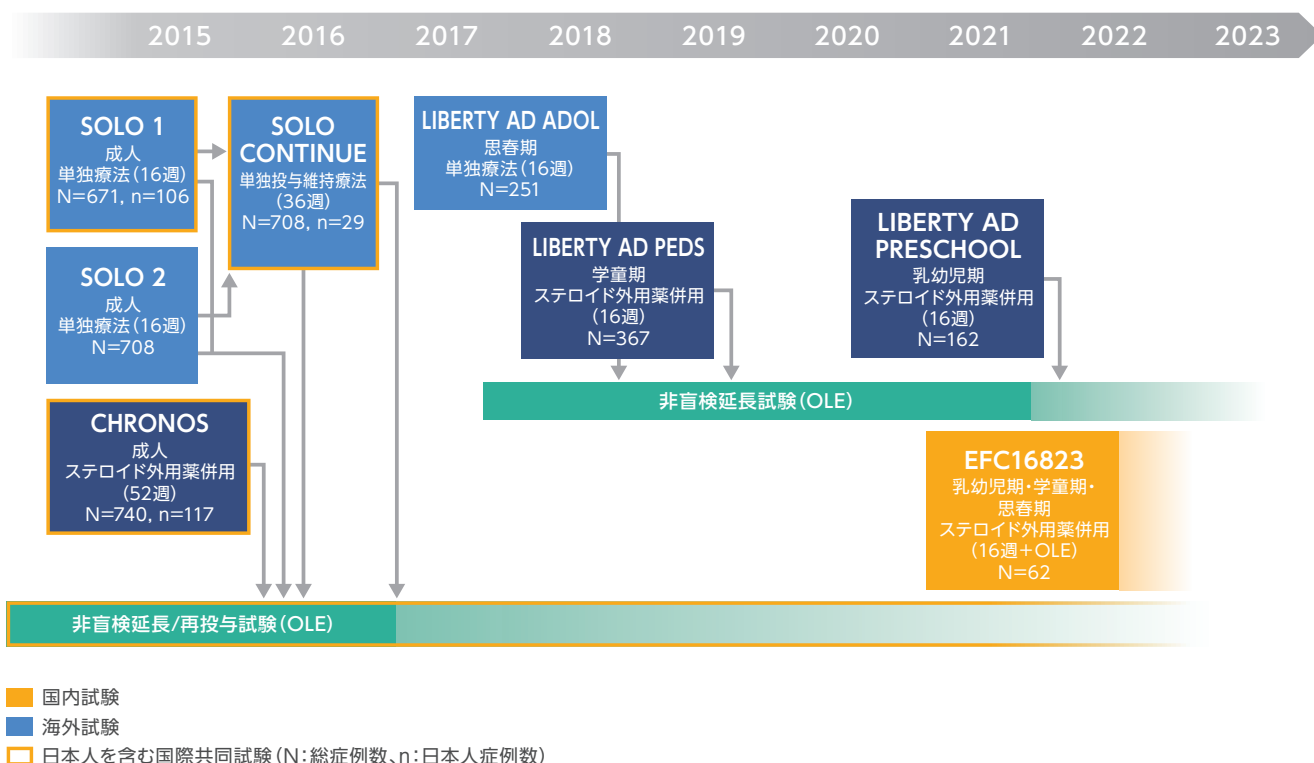 2015 2016 2017 2018 2019 2020 2021 2022 2023
SOLO 1
成人
単独療法(16週)
N=671, n=106
SOLO
CONTINUE
単独投与維持療法
(36週)
N=708, n=29
SOLO 2
成人
単独療法(16週)
N=708
CHRONOS
成人
ステロイド外用薬併用
(52週)
N=740, n=117
LIBERTY AD ADOL
思春期
単独療法(16週)
N=251
LIBERTY AD PEDS
学童期
ステロイド外用薬併用
(16週)
N=367
LIBERTY AD
PRESCHOOL
乳幼児期
ステロイド外用薬併用
(16週)
N=162
非盲検延長試験(OLE)
EFC16823
乳幼児期・学童期・
思春期
ステロイド外用薬併用
(16週+OLE)
N=62
非盲検延長/再投与試験(OLE)
国内試験
海外試験
日本人を含む国際共同試験(N:総症例数、n:日本人症例数)